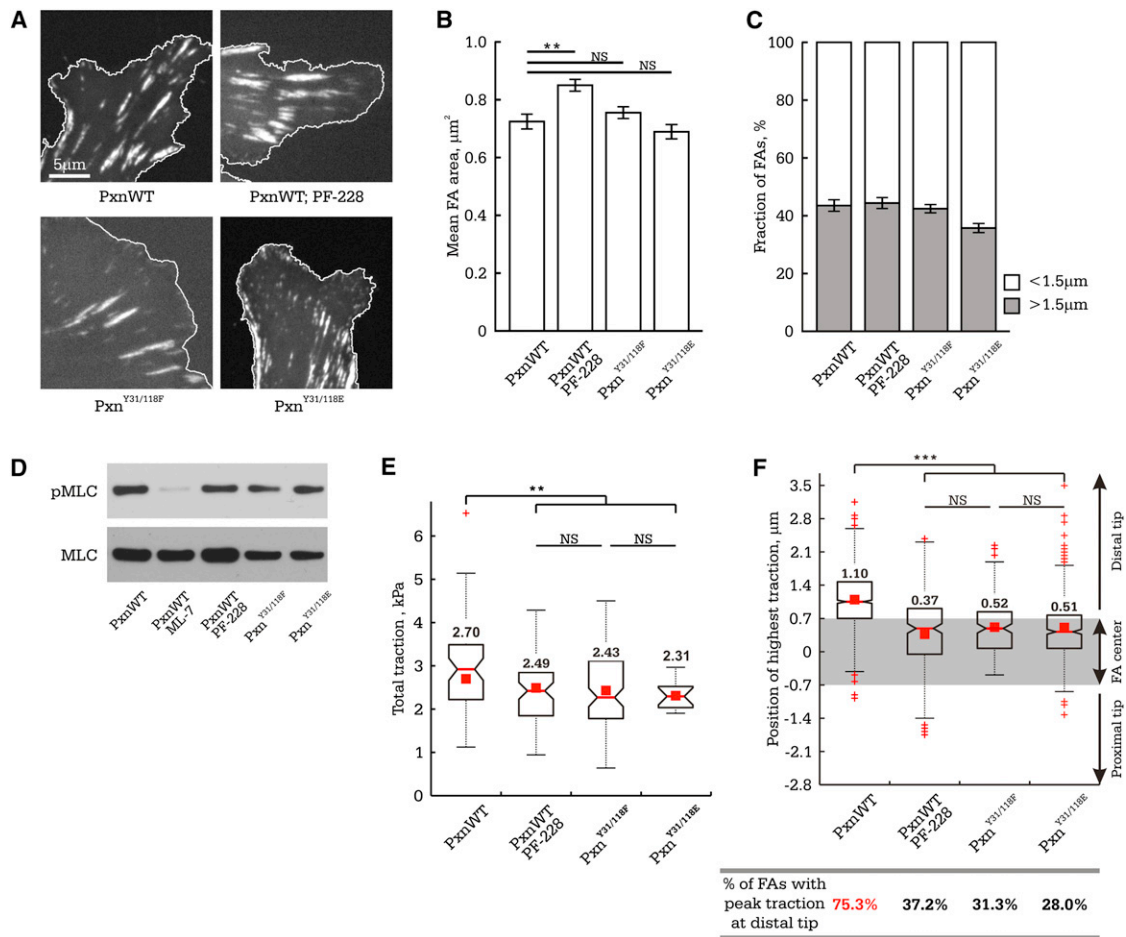 A
5μm
PxnWT
PxnWT; PF-228
Pxn Y31/118F
Pxn Y31/118E
B
Mean FA area, μm²
1
0.8
0.6
0.4
0.2
0
**
NS
NS
PxnWT
PxnWT PF-228
Pxn Y31/118F
Pxn Y31/118E
C
Fraction of FAs, %
100
80
60
40
20
0
<1.5μm
>1.5μm
PxnWT
PxnWT PF-228
Pxn Y31/118F
Pxn Y31/118E
D
pMLC
MLC
PxnWT
PxnWT ML-7
PxnWT PF-228
Pxn Y31/118F
Pxn Y31/118E
E
Total traction, kPa
6
5
4
3
2
1
0
**
NS
NS
2.70
2.49
2.43
2.31
PxnWT
PxnWT PF-228
Pxn Y31/118F
Pxn Y31/118E
F
Position of highest traction, μm
3.5
2.8
2.1
1.4
0.7
0
-0.7
-1.4
-2.1
-2.8
***
NS
NS
1.10
0.37
0.52
0.51
Distal tip
FA center
Proximal tip
PxnWT
PxnWT PF-228
Pxn Y31/118F
Pxn Y31/118E
% of FAs with
peak traction
at distal tip
75.3% 37.2% 31.3% 28.0%